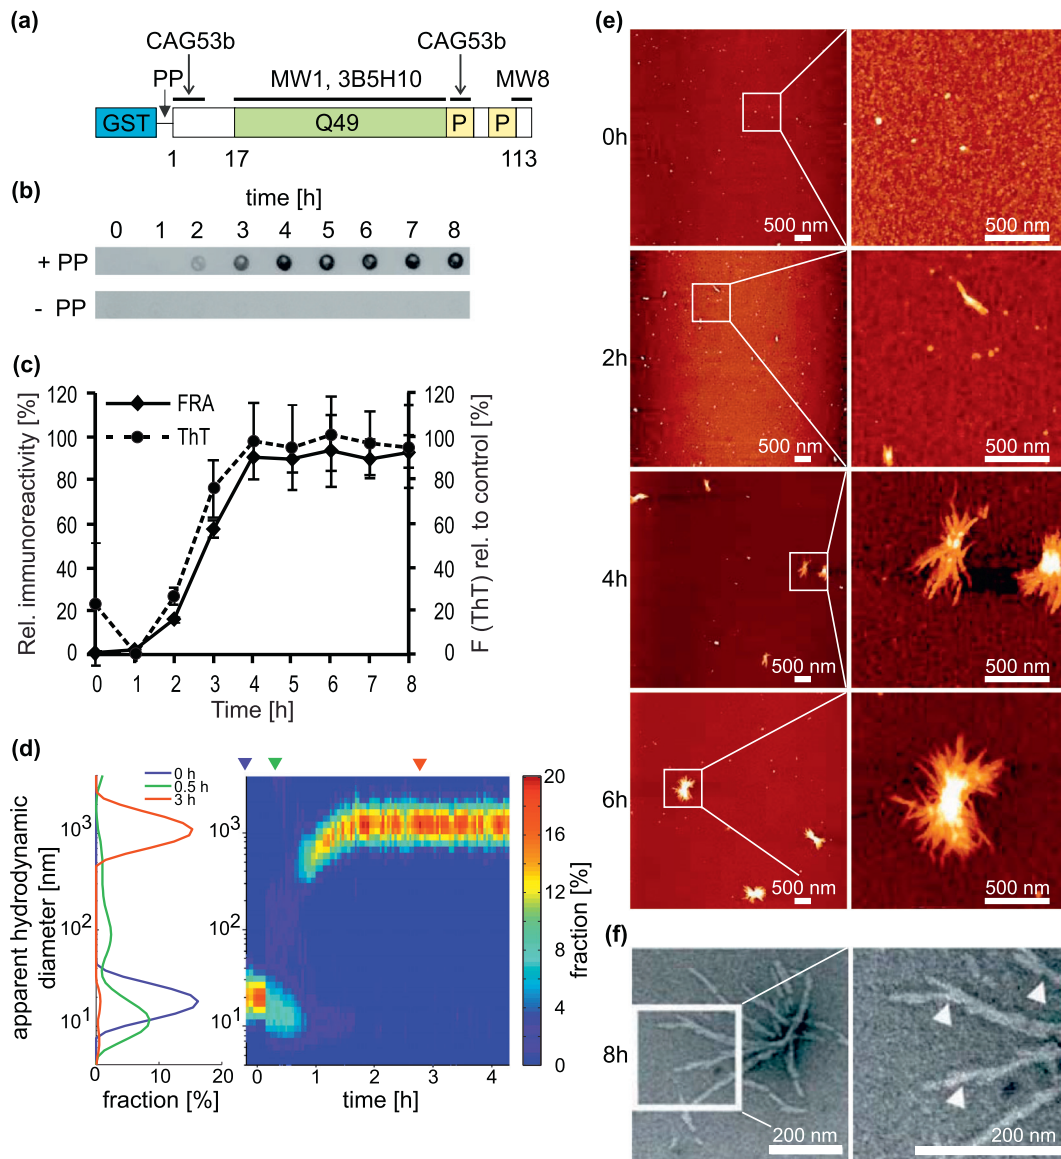 (a)
CAG53b CAG53b
PP MW1, 3B5H10 MW8
GST Q49 P P
1 17 113
(b)
time [h]
0 1 2 3 4 5 6 7 8
+ PP
- PP
(c)
120 120
100 100
80 80
60 60
40 40
20 20
0 0
FRA
ThT
Rel. immunoreactivity [%]
F (ThT) rel. to control [%]
0 1 2 3 4 5 6 7 8
Time [h]
(d)
0 h
0.5 h
3 h
apparent hydrodynamic
diameter [nm]
10³
10²
10¹
0 10 20
fraction [%]
10³
10²
10¹
0 1 2 3 4
time [h]
20
18
16
14
12
10
8
6
4
2
0
fraction [%]
(e)
0h
500 nm 500 nm
2h
500 nm 500 nm
4h
500 nm 500 nm
6h
500 nm 500 nm
(f)
8h
200 nm 200 nm